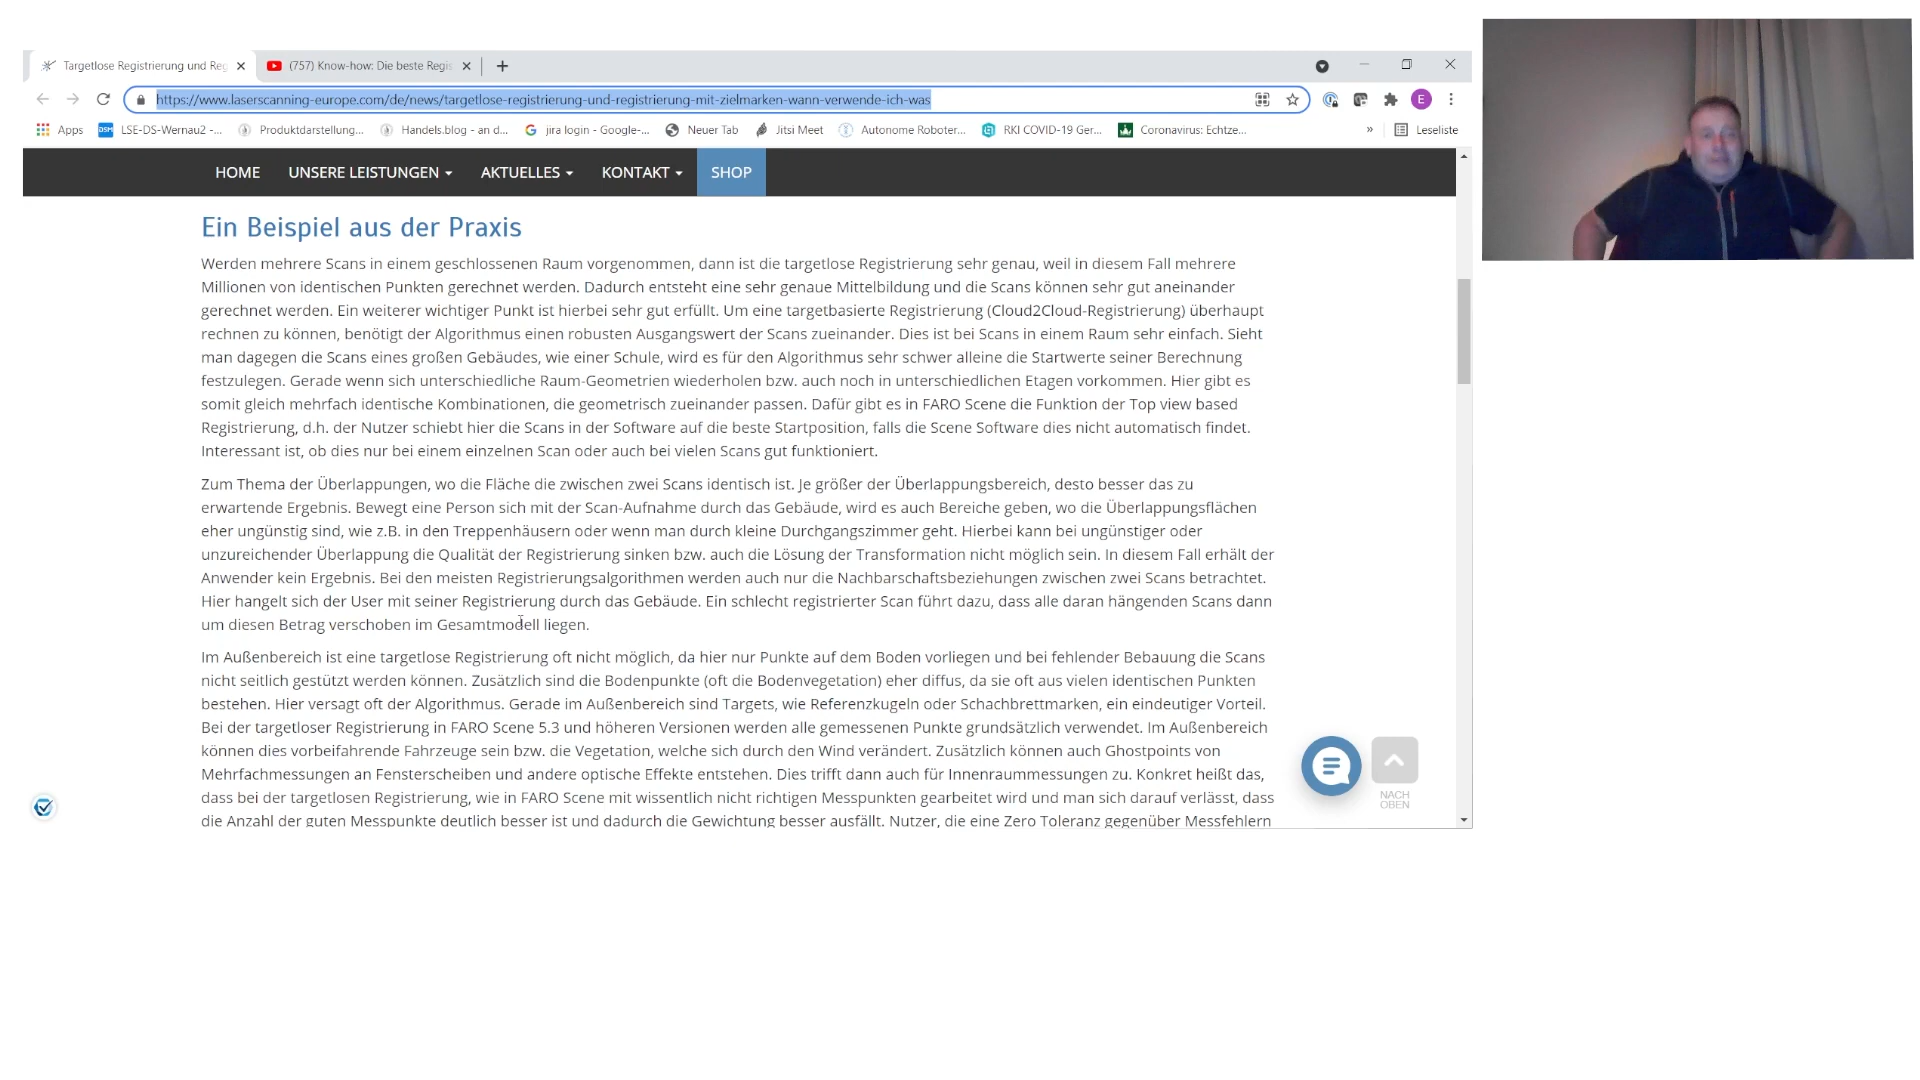 Targetlose Registrierung und Reg
(757) Know-how: Die beste Regis
https://www.laserscanning-europe.com/de/news/targetlose-registrierung-und-registrierung-mit-zielmarken-wann-verwende-ich-was
E
Apps
DSM
LSE-DS-Wernau2 -...
Produktdarstellung...
Handels.blog - an d...
jira login - Google-...
Neuer Tab
Jitsi Meet
Autonome Roboter...
RKI COVID-19 Ger...
Coronavirus: Echtze...
»
Leseliste
HOME
UNSERE LEISTUNGEN
AKTUELLES
KONTAKT
SHOP
Ein Beispiel aus der Praxis
Werden mehrere Scans in einem geschlossenen Raum vorgenommen, dann ist die targetlose Registrierung sehr genau, weil in diesem Fall mehrere
Millionen von identischen Punkten gerechnet werden. Dadurch entsteht eine sehr genaue Mittelbildung und die Scans können sehr gut aneinander
gerechnet werden. Ein weiterer wichtiger Punkt ist hierbei sehr gut erfüllt. Um eine targetbasierte Registrierung (Cloud2Cloud-Registrierung) überhaupt
rechnen zu können, benötigt der Algorithmus einen robusten Ausgangswert der Scans zueinander. Dies ist bei Scans in einem Raum sehr einfach. Sieht
man dagegen die Scans eines großen Gebäudes, wie einer Schule, wird es für den Algorithmus sehr schwer alleine die Startwerte seiner Berechnung
festzulegen. Gerade wenn sich unterschiedliche Raum-Geometrien wiederholen bzw. auch noch in unterschiedlichen Etagen vorkommen. Hier gibt es
somit gleich mehrfach identische Kombinationen, die geometrisch zueinander passen. Dafür gibt es in FARO Scene die Funktion der Top view based
Registrierung, d.h. der Nutzer schiebt hier die Scans in der Software auf die beste Startposition, falls die Scene Software dies nicht automatisch findet.
Interessant ist, ob dies nur bei einem einzelnen Scan oder auch bei vielen Scans gut funktioniert.
Zum Thema der Überlappungen, wo die Fläche die zwischen zwei Scans identisch ist. Je größer der Überlappungsbereich, desto besser das zu
erwartende Ergebnis. Bewegt eine Person sich mit der Scan-Aufnahme durch das Gebäude, wird es auch Bereiche geben, wo die Überlappungsflächen
eher ungünstig sind, wie z.B. in den Treppenhäusern oder wenn man durch kleine Durchgangszimmer geht. Hierbei kann bei ungünstiger oder
unzureichender Überlappung die Qualität der Registrierung sinken bzw. auch die Lösung der Transformation nicht möglich sein. In diesem Fall erhält der
Anwender kein Ergebnis. Bei den meisten Registrierungsalgorithmen werden auch nur die Nachbarschaftsbeziehungen zwischen zwei Scans betrachtet.
Hier hangelt sich der User mit seiner Registrierung durch das Gebäude. Ein schlecht registrierter Scan führt dazu, dass alle daran hängenden Scans dann
um diesen Betrag verschoben im Gesamtmodell liegen.
Im Außenbereich ist eine targetlose Registrierung oft nicht möglich, da hier nur Punkte auf dem Boden vorliegen und bei fehlender Bebauung die Scans
nicht seitlich gestützt werden können. Zusätzlich sind die Bodenpunkte (oft die Bodenvegetation) eher diffus, da sie oft aus vielen identischen Punkten
bestehen. Hier versagt oft der Algorithmus. Gerade im Außenbereich sind Targets, wie Referenzkugeln oder Schachbrettmarken, ein eindeutiger Vorteil.
Bei der targetloser Registrierung in FARO Scene 5.3 und höheren Versionen werden alle gemessenen Punkte grundsätzlich verwendet. Im Außenbereich
können dies vorbeifahrende Fahrzeuge sein bzw. die Vegetation, welche sich durch den Wind verändert. Zusätzlich können auch Ghostpoints von
Mehrfachmessungen an Fensterscheiben und andere optische Effekte entstehen. Dies trifft dann auch für Innenraummessungen zu. Konkret heißt das,
dass bei der targetlosen Registrierung, wie in FARO Scene mit wissentlich nicht richtigen Messpunkten gearbeitet wird und man sich darauf verlässt, dass
die Anzahl der guten Messpunkte deutlich besser ist und dadurch die Gewichtung besser ausfällt. Nutzer, die eine Zero Toleranz gegenüber Messfehlern
NACH
OBEN